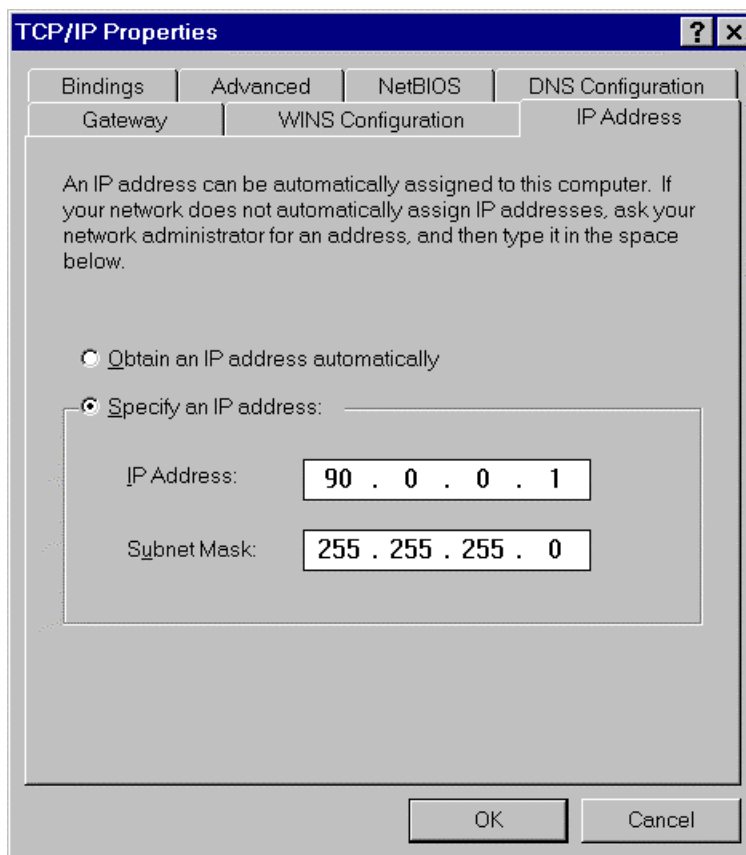 TCP/IP Properties
? ×
Bindings Advanced NetBIOS DNS Configuration
Gateway WINS Configuration IP Address
An IP address can be automatically assigned to this computer. If
your network does not automatically assign IP addresses, ask your
network administrator for an address, and then type it in the space
below.
Obtain an IP address automatically
Specify an IP address:
IP Address: 90 . 0 . 0 . 1
Subnet Mask: 255 . 255 . 255 . 0
OK Cancel